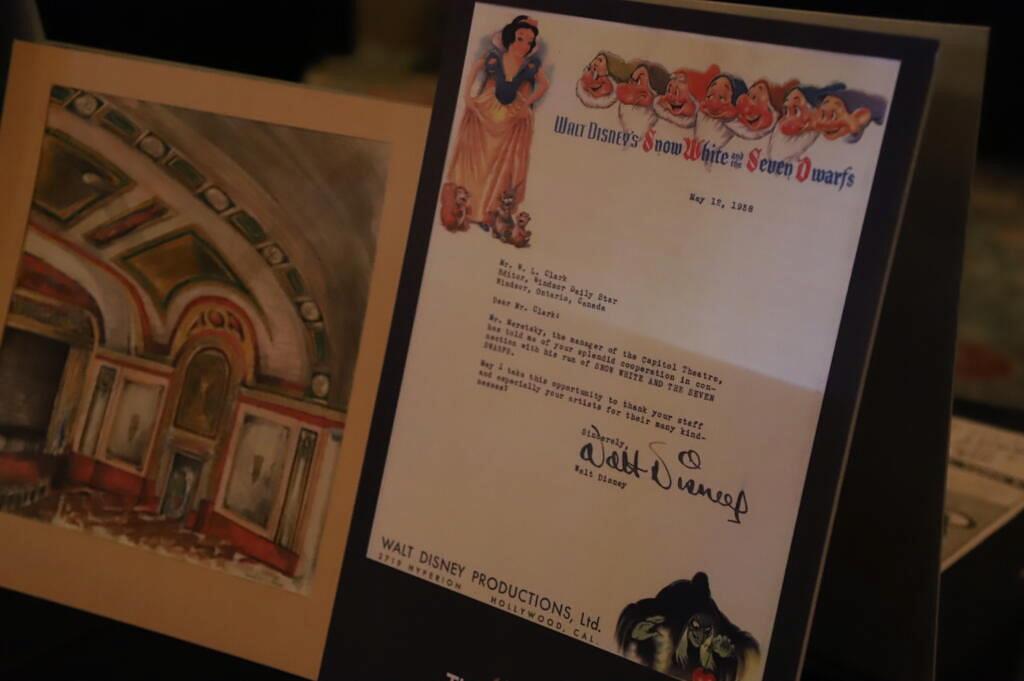 WALT DISNEY'S Snow White and the Seven Dwarfs
May 12, 1938
Mr. W. L. Clark
Editor, Windsor Daily Star
Windsor, Ontario, Canada
Dear Mr. Clark:
Mr. Meretsky, the manager of the Capitol Theatre,
has told me of your splendid cooperation in con-
nection with his run of SNOW WHITE AND THE SEVEN
DWARFS.
May I take this opportunity to thank your staff
and especially your artists for their many kind-
nesses!
Sincerely,
Walt Disney
Walt Disney
WALT DISNEY PRODUCTIONS, Ltd.
2719 HYPERION
HOLLYWOOD, CAL.